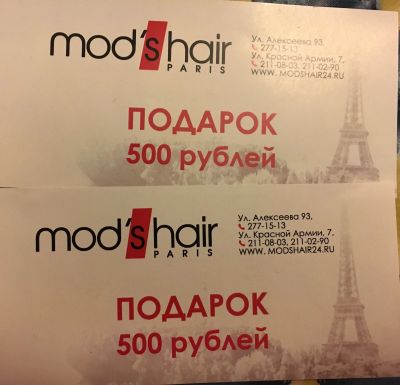 mod's hair
PARIS
Ул. Алексеева 93,
277-15-13
Ул. Красной Армии, 7,
211-08-03, 211-02-90
WWW. MODSHAIR24.RU
ПОДАРОК
500 рублей
mod's hair
PARIS
Ул. Алексеева 93,
277-15-13
Ул. Красной Армии, 7,
211-08-03, 211-02-90
WWW. MODSHAIR24.RU
ПОДАРОК
500 рублей